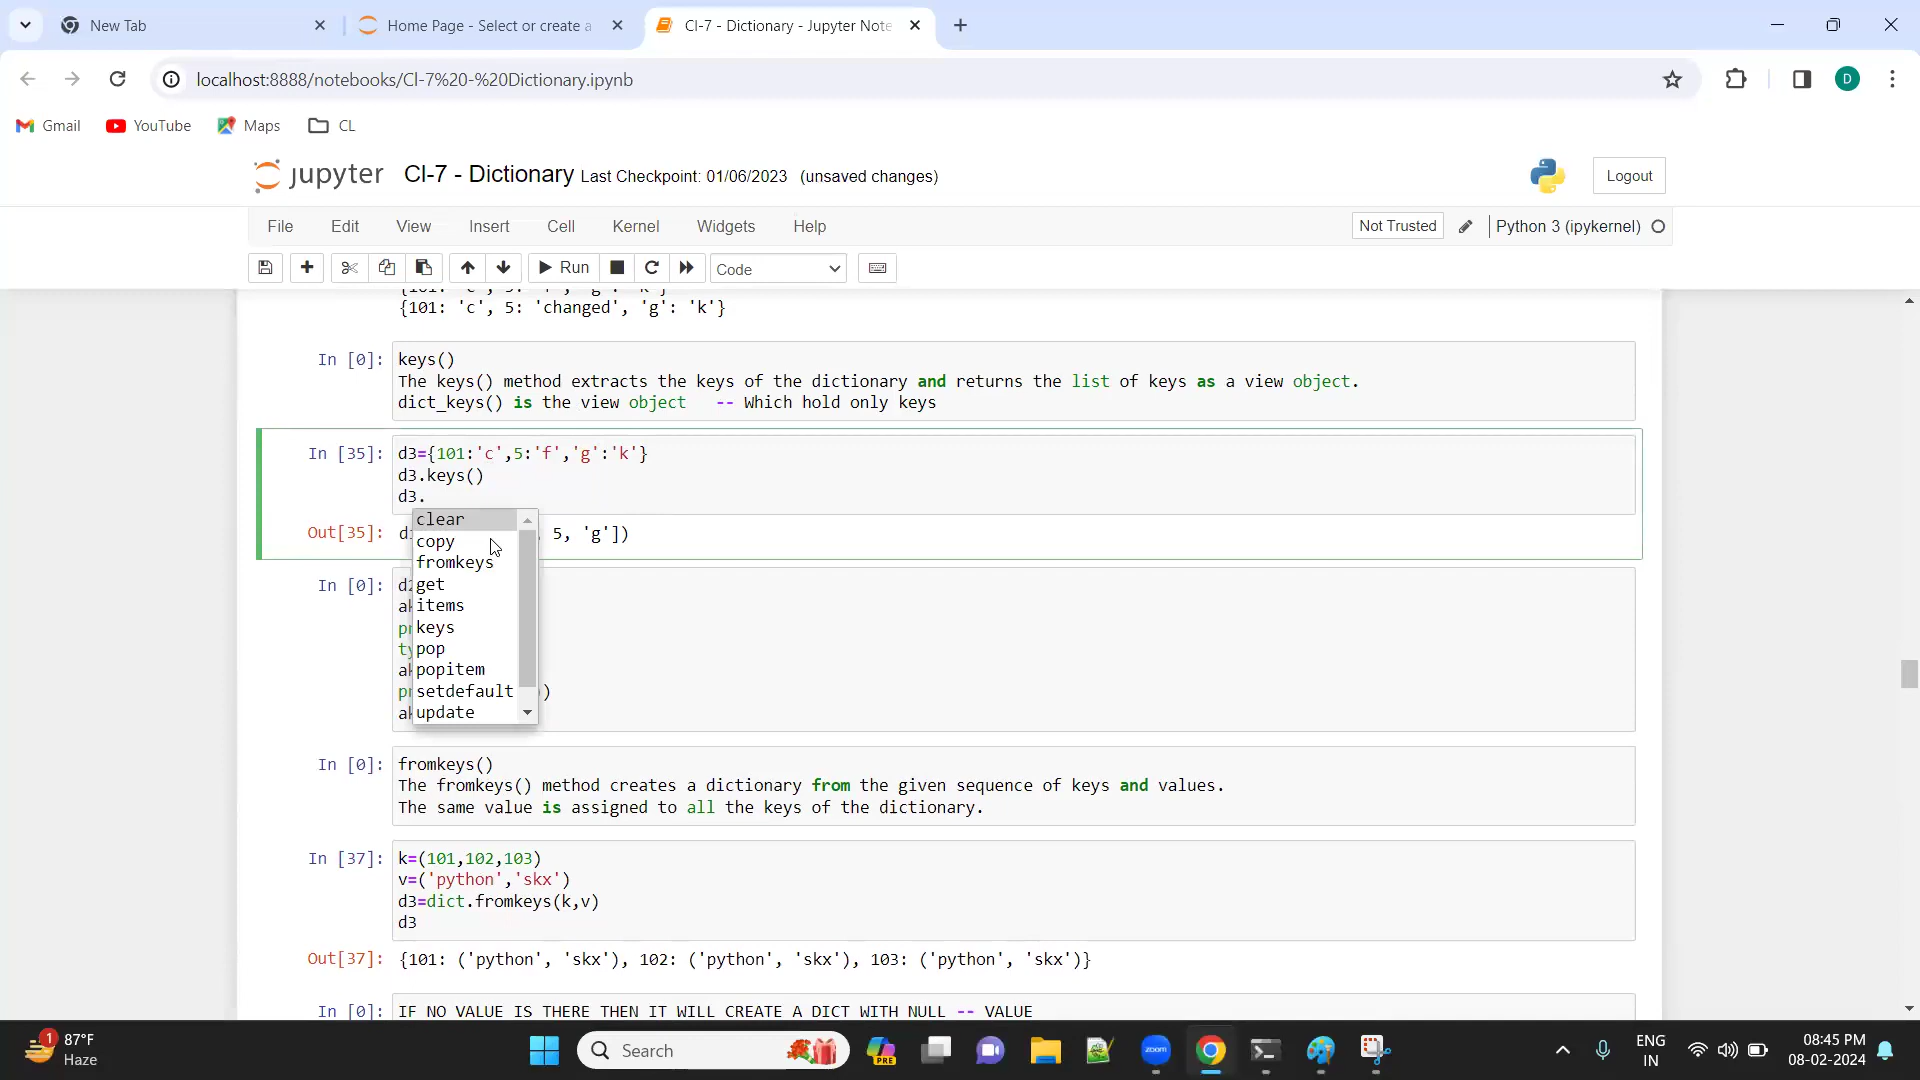 New Tab
Home Page - Select or create a
Cl-7 - Dictionary - Jupyter Note
localhost:8888/notebooks/Cl-7%20-%20Dictionary.ipynb
D
Gmail
YouTube
Maps
CL
jupyter
Cl-7 - Dictionary Last Checkpoint: 01/06/2023 (unsaved changes)
Logout
File Edit View Insert Cell Kernel Widgets Help
Not Trusted
Python 3 (ipykernel)
Run
Code
{101: 'c', 5: 'changed', 'g': 'k'}
In [0]: keys()
The keys() method extracts the keys of the dictionary and returns the list of keys as a view object.
dict_keys() is the view object -- Which hold only keys
In [35]: d3={101:'c',5:'f','g':'k'}
d3.keys()
d3.
clear
Out[35]: 5, 'g'])
copy
fromkeys
In [0]:
get
items
keys
pop
popitem
setdefault )
update
In [0]: fromkeys()
The fromkeys() method creates a dictionary from the given sequence of keys and values.
The same value is assigned to all the keys of the dictionary.
In [37]: k=(101,102,103)
v=('python','skx')
d3=dict.fromkeys(k,v)
d3
Out[37]: {101: ('python', 'skx'), 102: ('python', 'skx'), 103: ('python', 'skx')}
In [0]: IF NO VALUE IS THERE THEN IT WILL CREATE A DICT WITH NULL -- VALUE
1
87°F
Haze
Search
PRE
zoom
ENG
IN
08:45 PM
08-02-2024